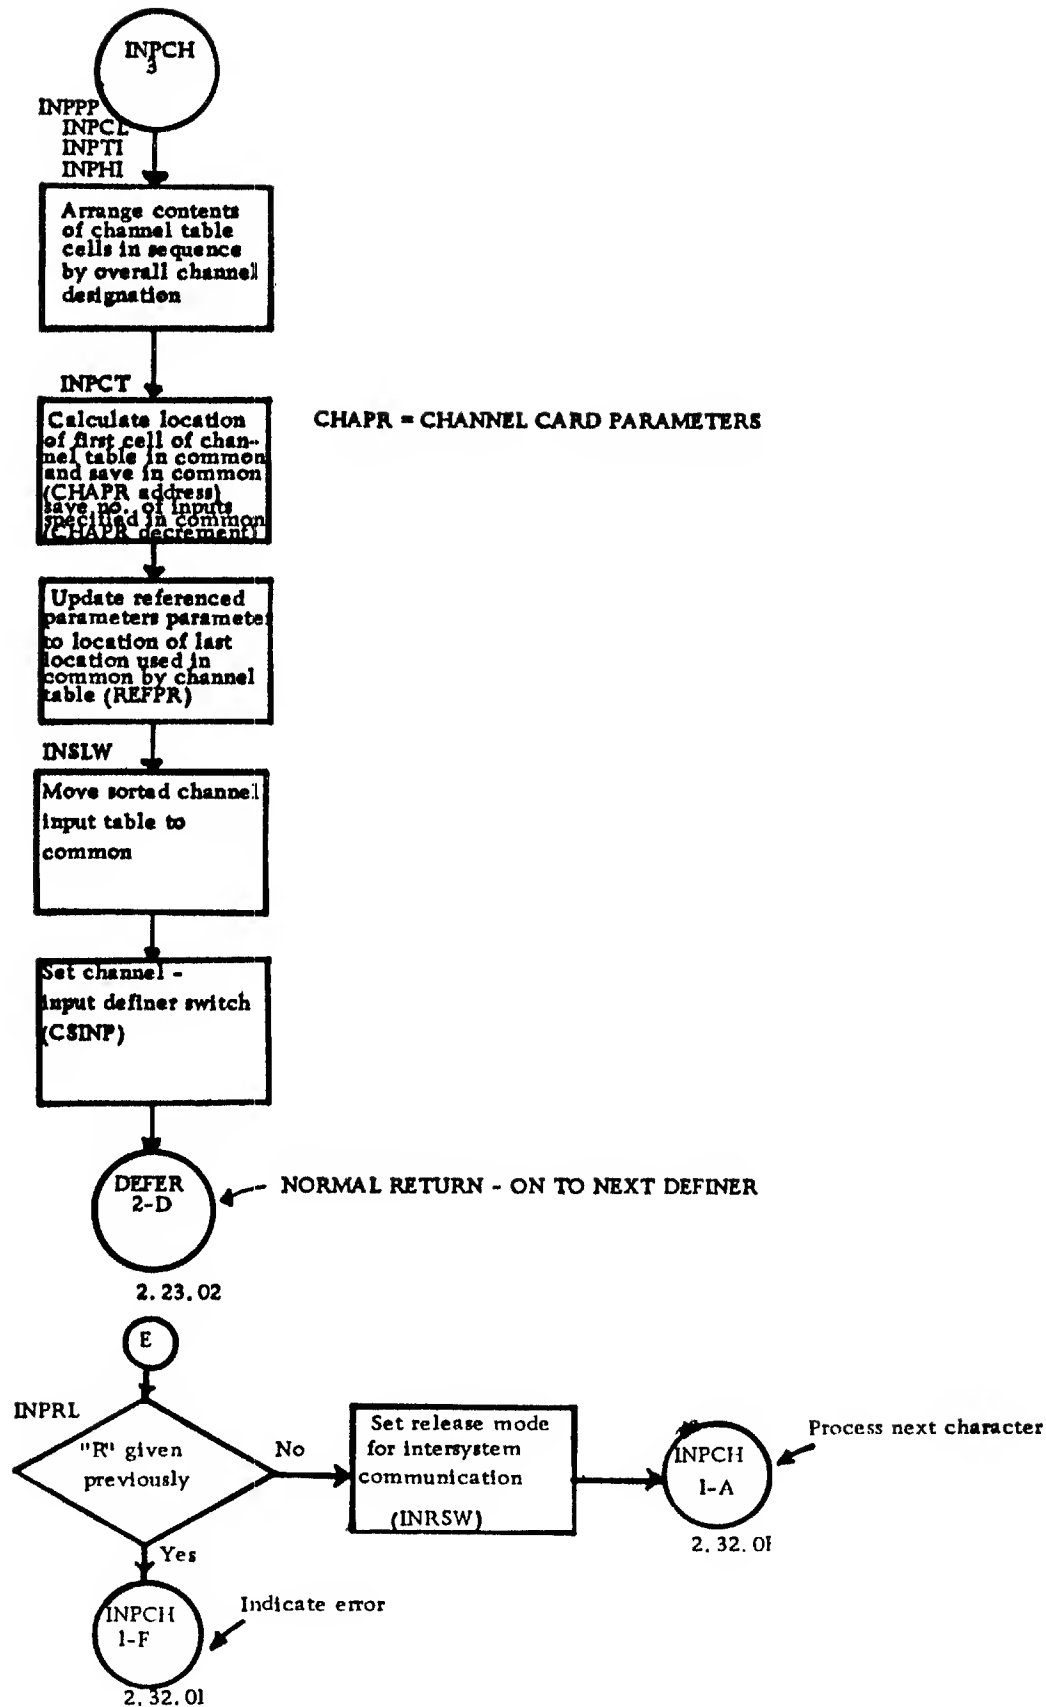 INPCH
3
INPPP
INPCL
INPTI
INPHI
Arrange contents
of channel table
cells in sequence
by overall channel
designation
INPCT
Calculate location
of first cell of chan-
nel table in common
and save in common
(CHAPR address)
save no. of inputs
specified in common
(CHAPR decrement)
CHAPR = CHANNEL CARD PARAMETERS
Update referenced
parameters parameter
to location of last
location used in
common by channel
table (REFPR)
INSLW
Move sorted channel
input table to
common
Set channel -
input definer switch
(CSINP)
DEFER
2-D
NORMAL RETURN - ON TO NEXT DEFINER
2.23.02
E
INPRL
"R" given
previously
No
Set release mode
for intersystem
communication
(INRSW)
INPCH
1-A
Process next character
2.32.01
Yes
INPCH
1-F
Indicate error
2.32.01